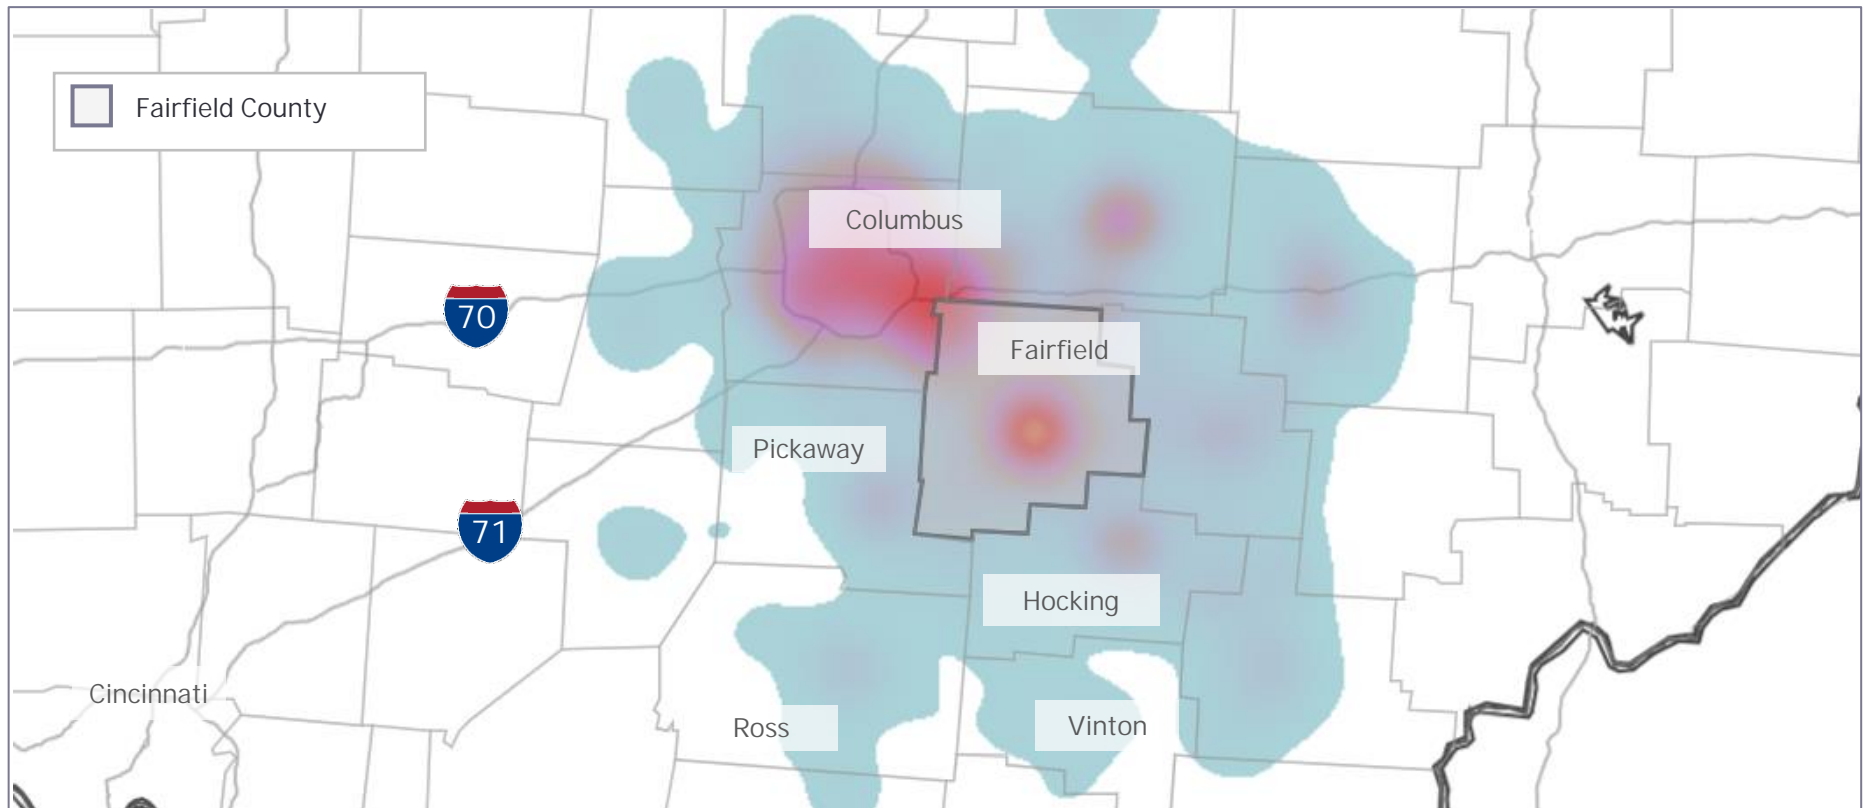 Fairfield County
Columbus
70
Fairfield
Pickaway
71
Hocking
Cincinnati
Ross
Vinton